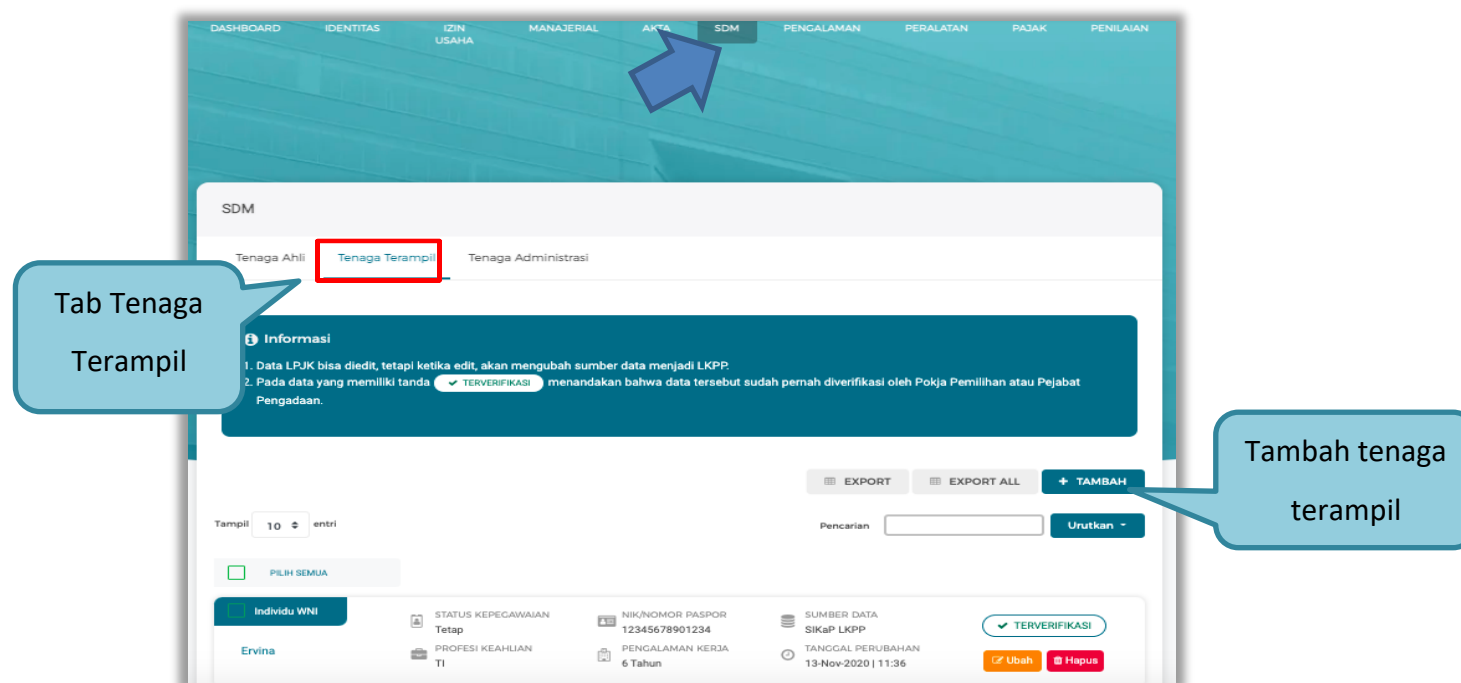 DASHBOARD IDENTITAS IZIN USAHA MANAJERIAL AKTA SDM PENGALAMAN PERALATAN PAJAK PENILAIAN
SDM
Tenaga Ahli Tenaga Terampil Tenaga Administrasi
Tab Tenaga
Terampil
Informasi
1. Data LPJK bisa diedit, tetapi ketika edit, akan mengubah sumber data menjadi LKPP.
2. Pada data yang memiliki tanda TERVERIFIKASI menandakan bahwa data tersebut sudah pernah diverifikasi oleh Pokja Pemilihan atau Pejabat
Pengadaan.
EXPORT EXPORT ALL + TAMBAH
Tambah tenaga
terampil
Tampil 10 entri Pencarian Urutkan
PILIH SEMUA
Individu WNI
Ervina
STATUS KEPEGAWAIAN
Tetap
PROFESI KEAHLIAN
TI
NIK/NOMOR PASPOR
12345678901234
PENGALAMAN KERJA
6 Tahun
SUMBER DATA
SIKaP LKPP
TANGGAL PERUBAHAN
13-Nov-2020 | 11:36
TERVERIFIKASI
Ubah Hapus